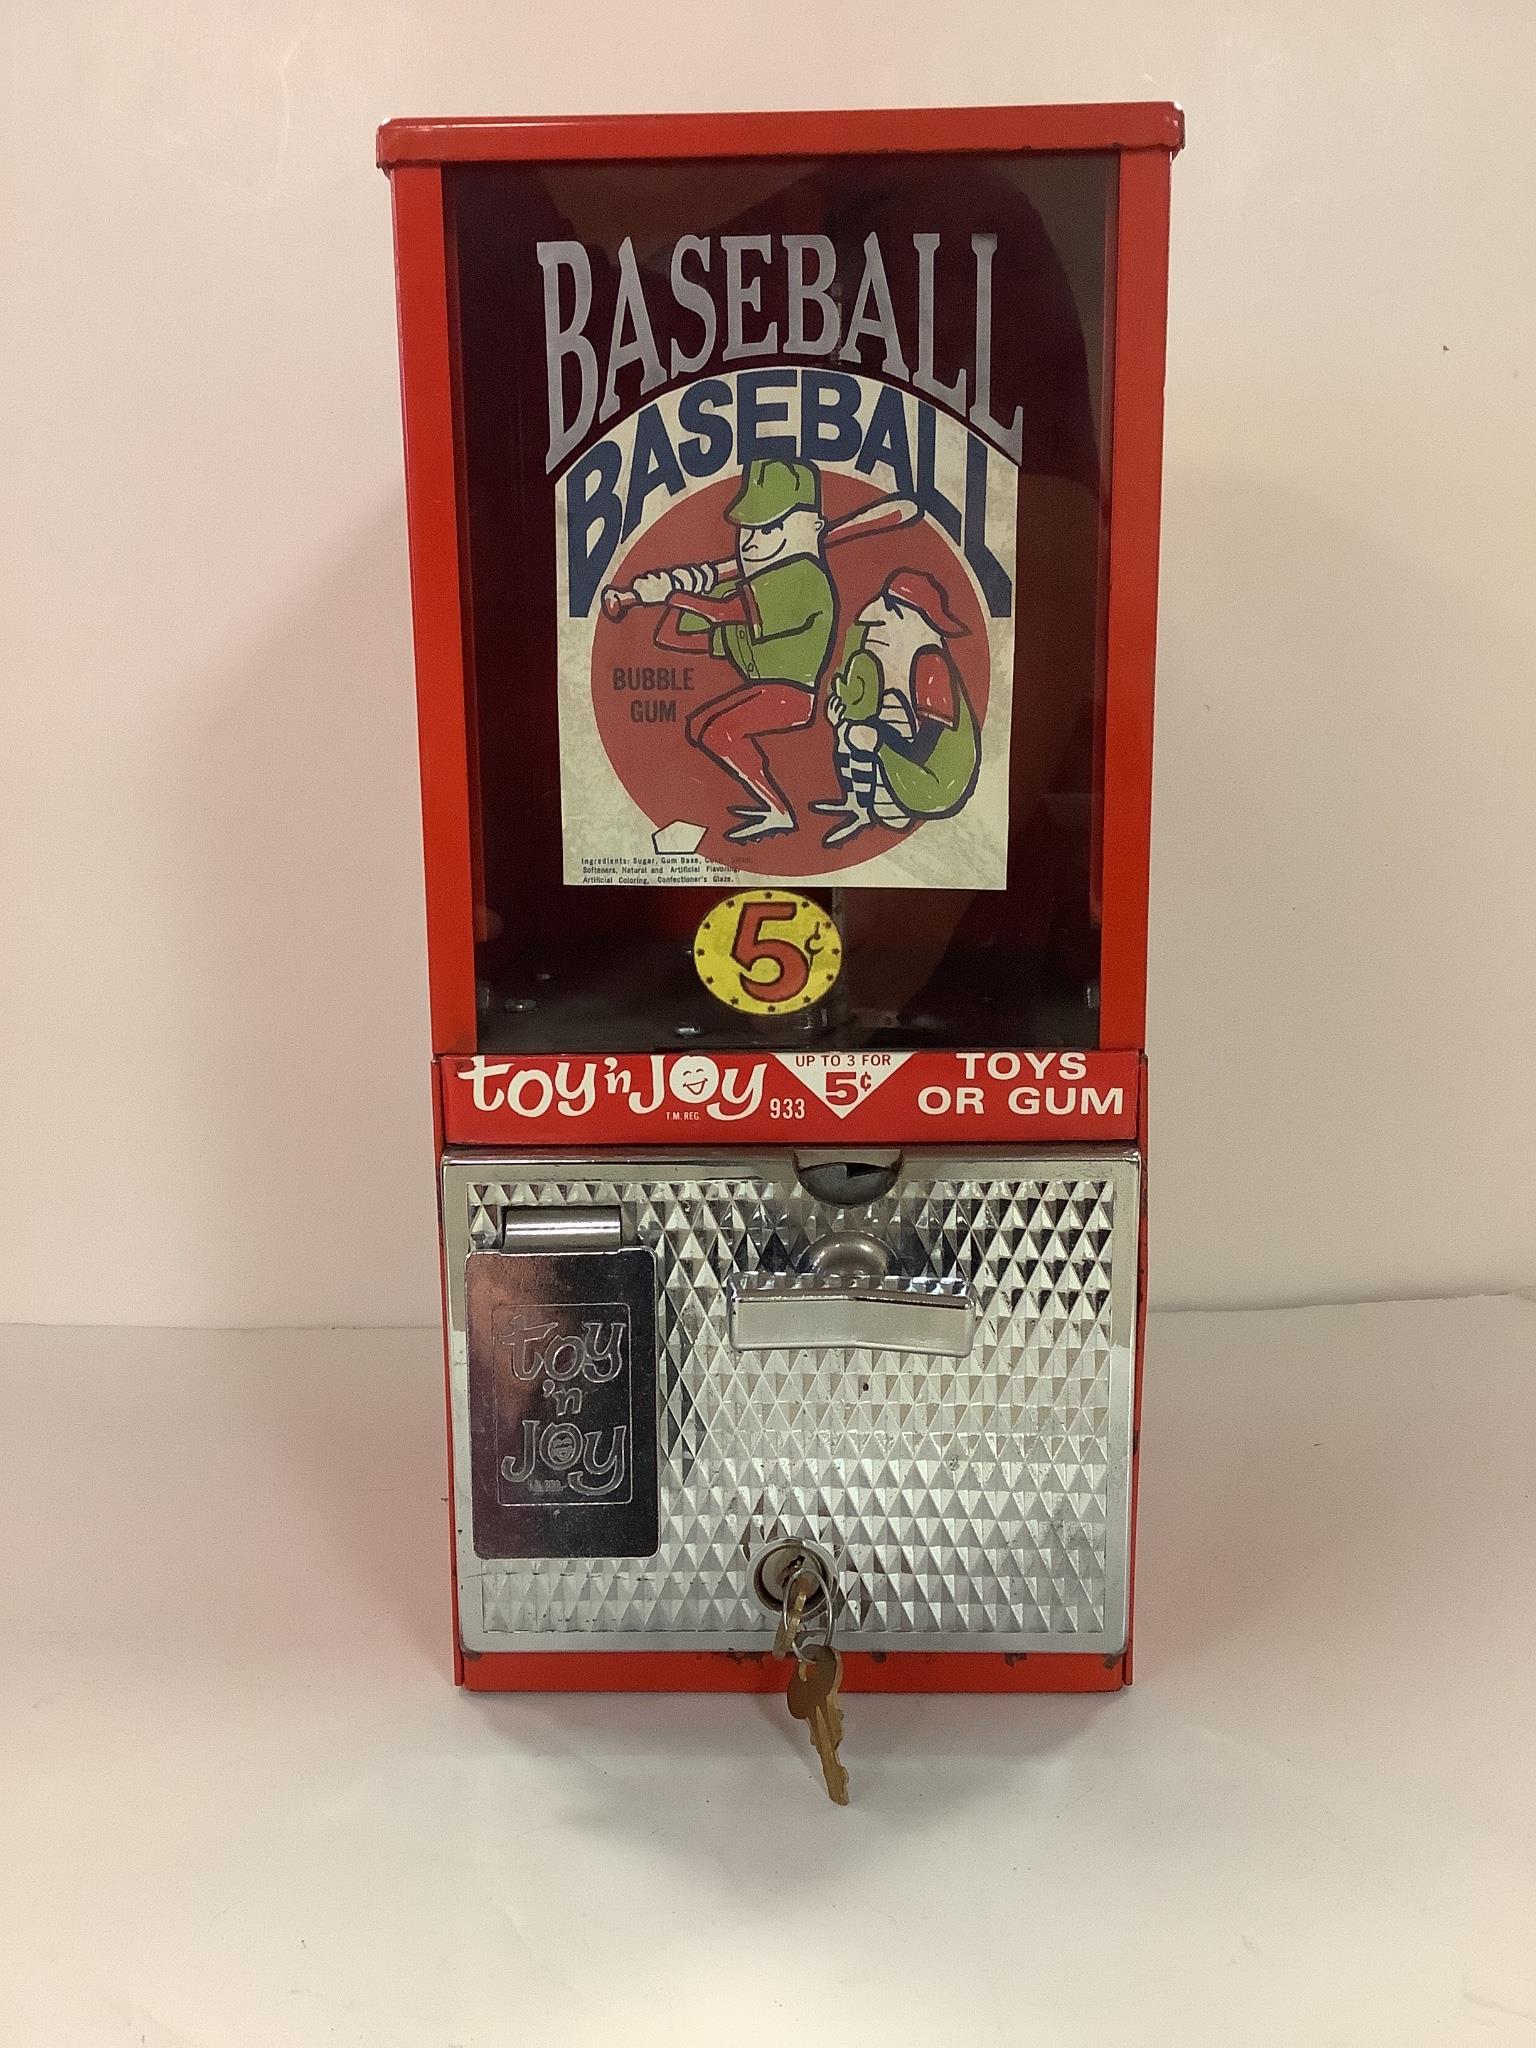 BASEBALL
BASEBALL
BUBBLE
GUM
Ingredients: Sugar, Gum Base, Corn
Softeners, Natural and Artificial Flavoring,
Artificial Coloring, Confectioner's Glaze.
5¢
toy 'n Joy
T.M. REG.
933
UP TO 3 FOR
5¢
TOYS
OR GUM
toy
'n
Joy